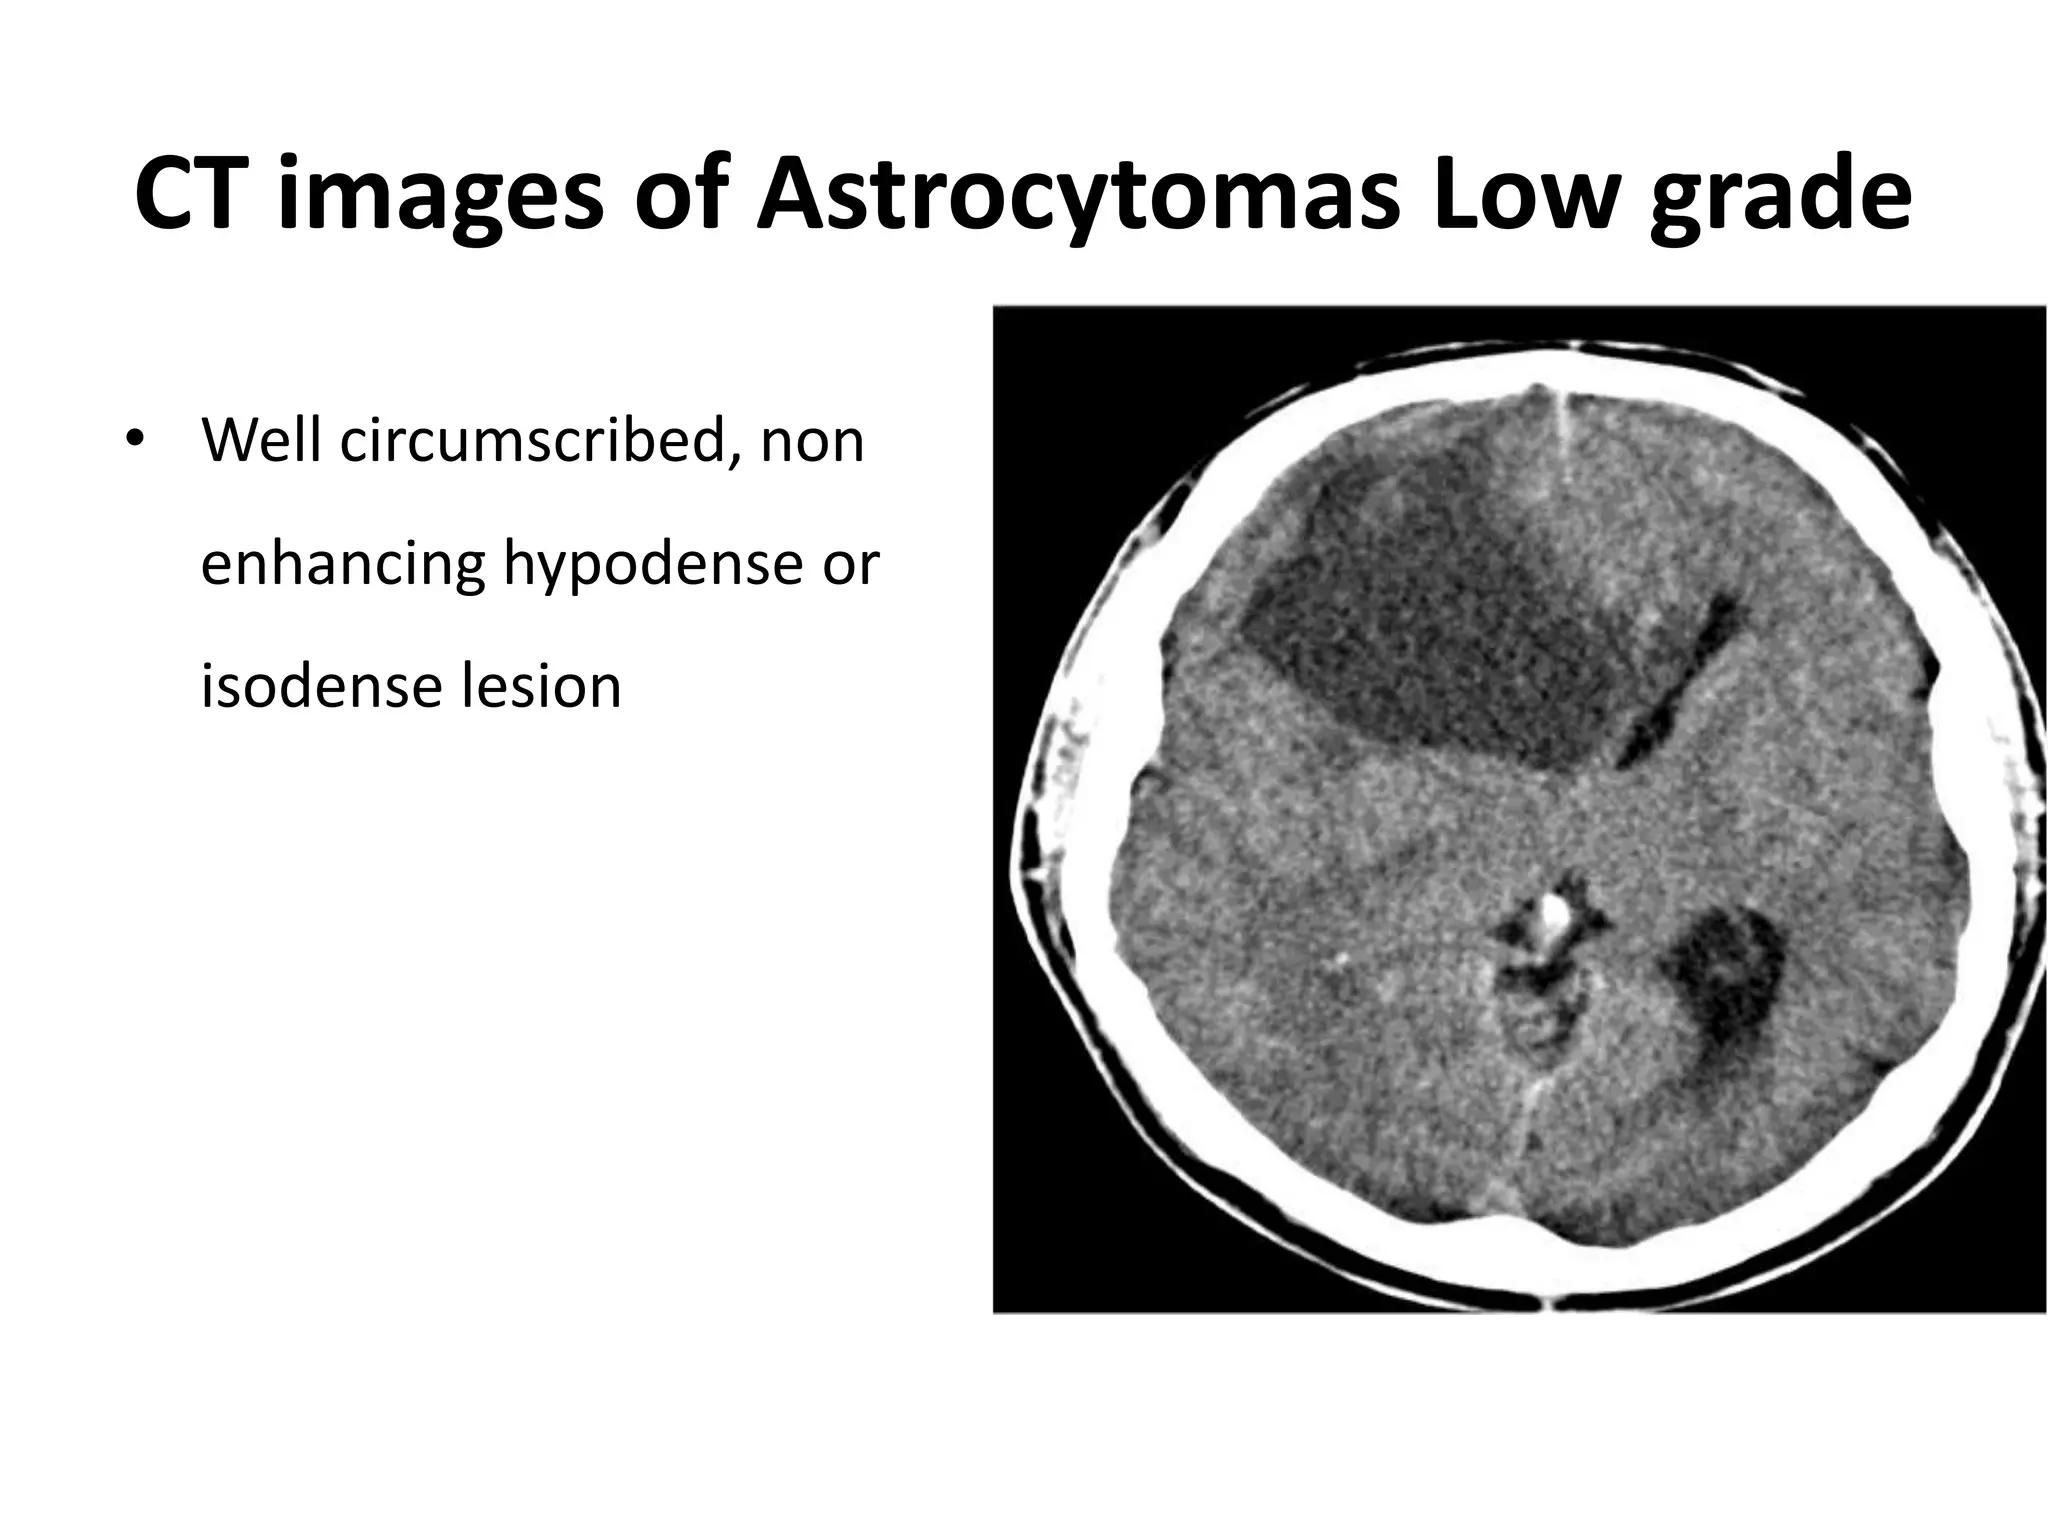 CT images of Astrocytomas Low grade
• Well circumscribed, non
enhancing hypodense or
isodense lesion